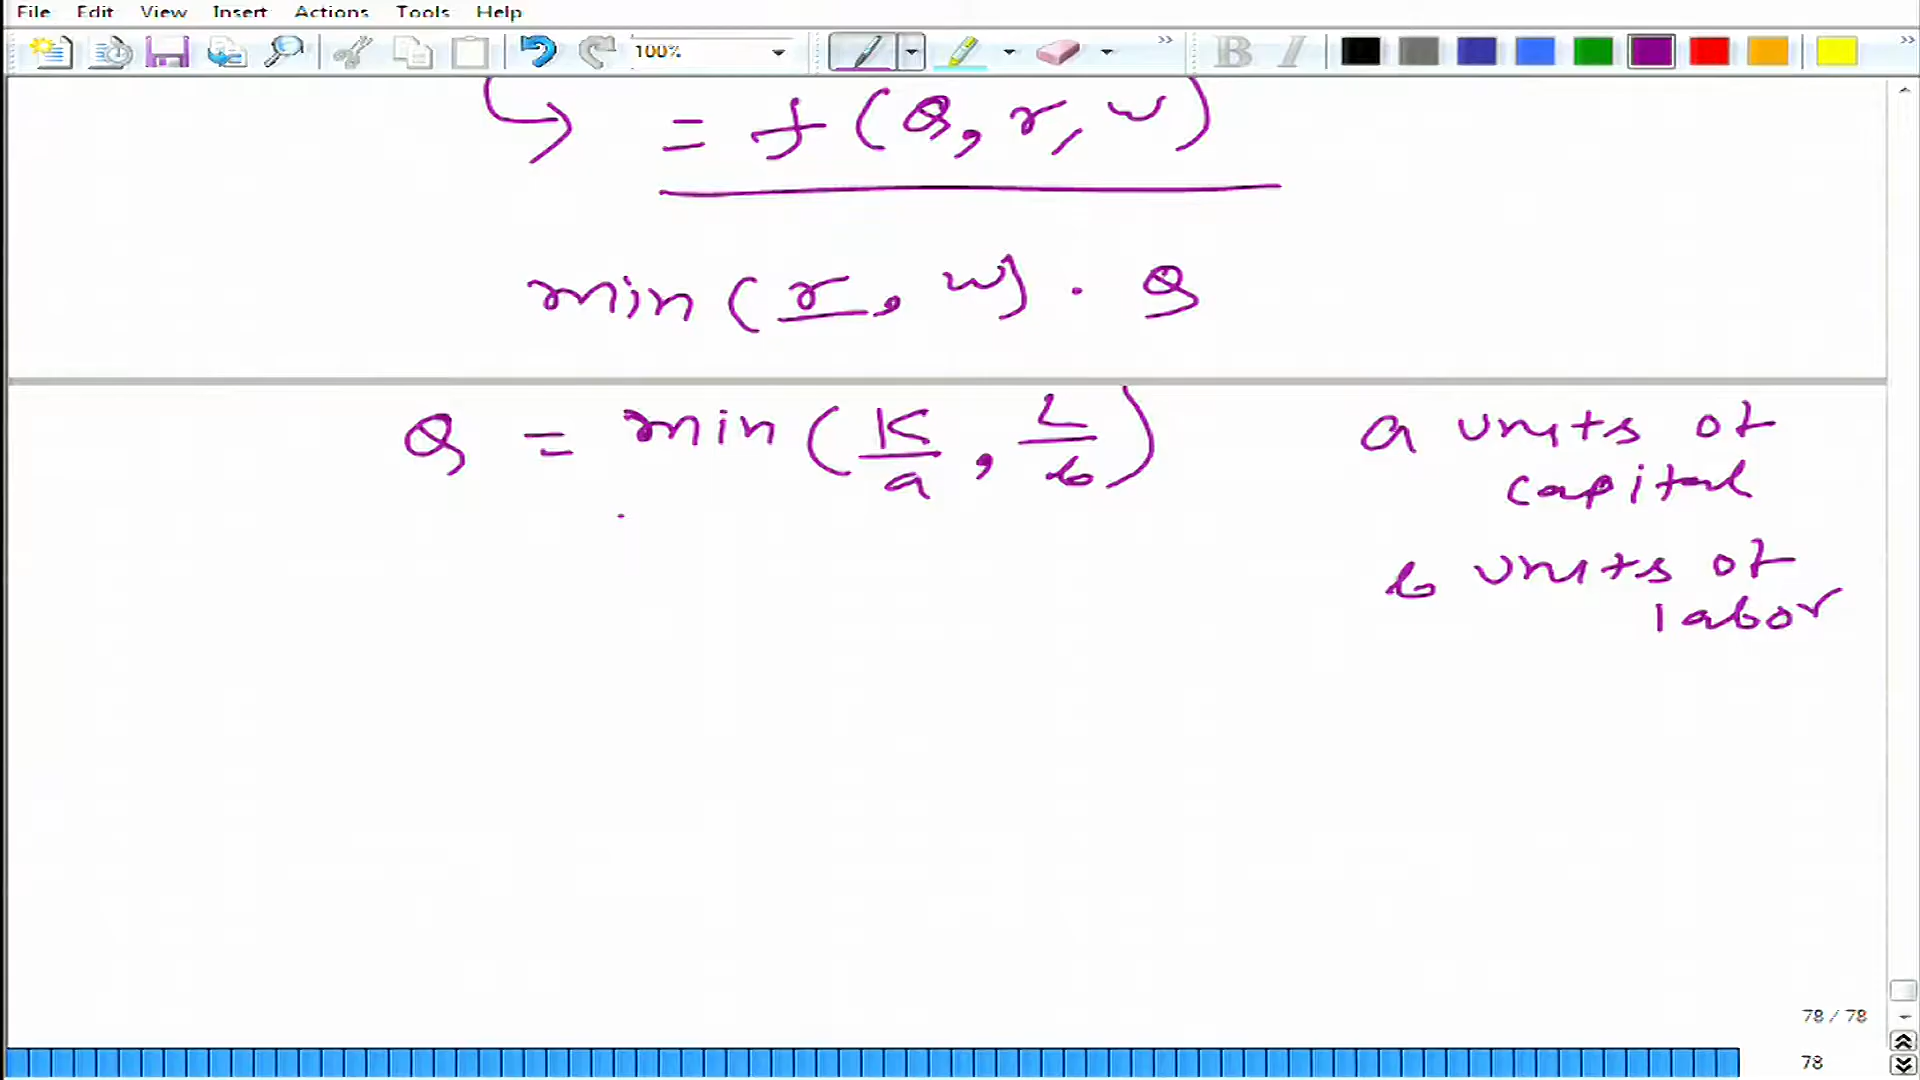 File Edit View Insert Actions Tools Help
100%
B I
= f (Q, r, w)
min (r, w) . Q
Q = min (K/a, L/b)
a units of
capital
b units of
labor
78 / 78
78